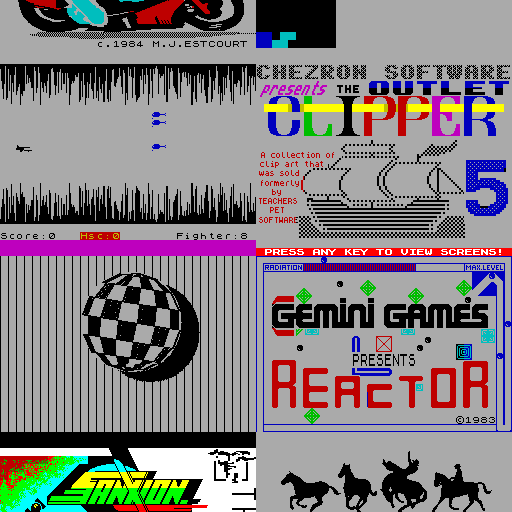 c.1984 M.J.ESTCOURT
CHEZRON SOFTWARE
presents THE OUTLET
CLIPPER
5
A collection of
clip art that
was sold
formerly
by
TEACHERS
PET
SOFTWARE
Score:0 Hsc:0 Fighter:8
PRESS ANY KEY TO VIEW SCREENS!
RADIATION MAX.LEVEL
GEMINI GAMES
PRESENTS
REACTOR
©1983
SANXION